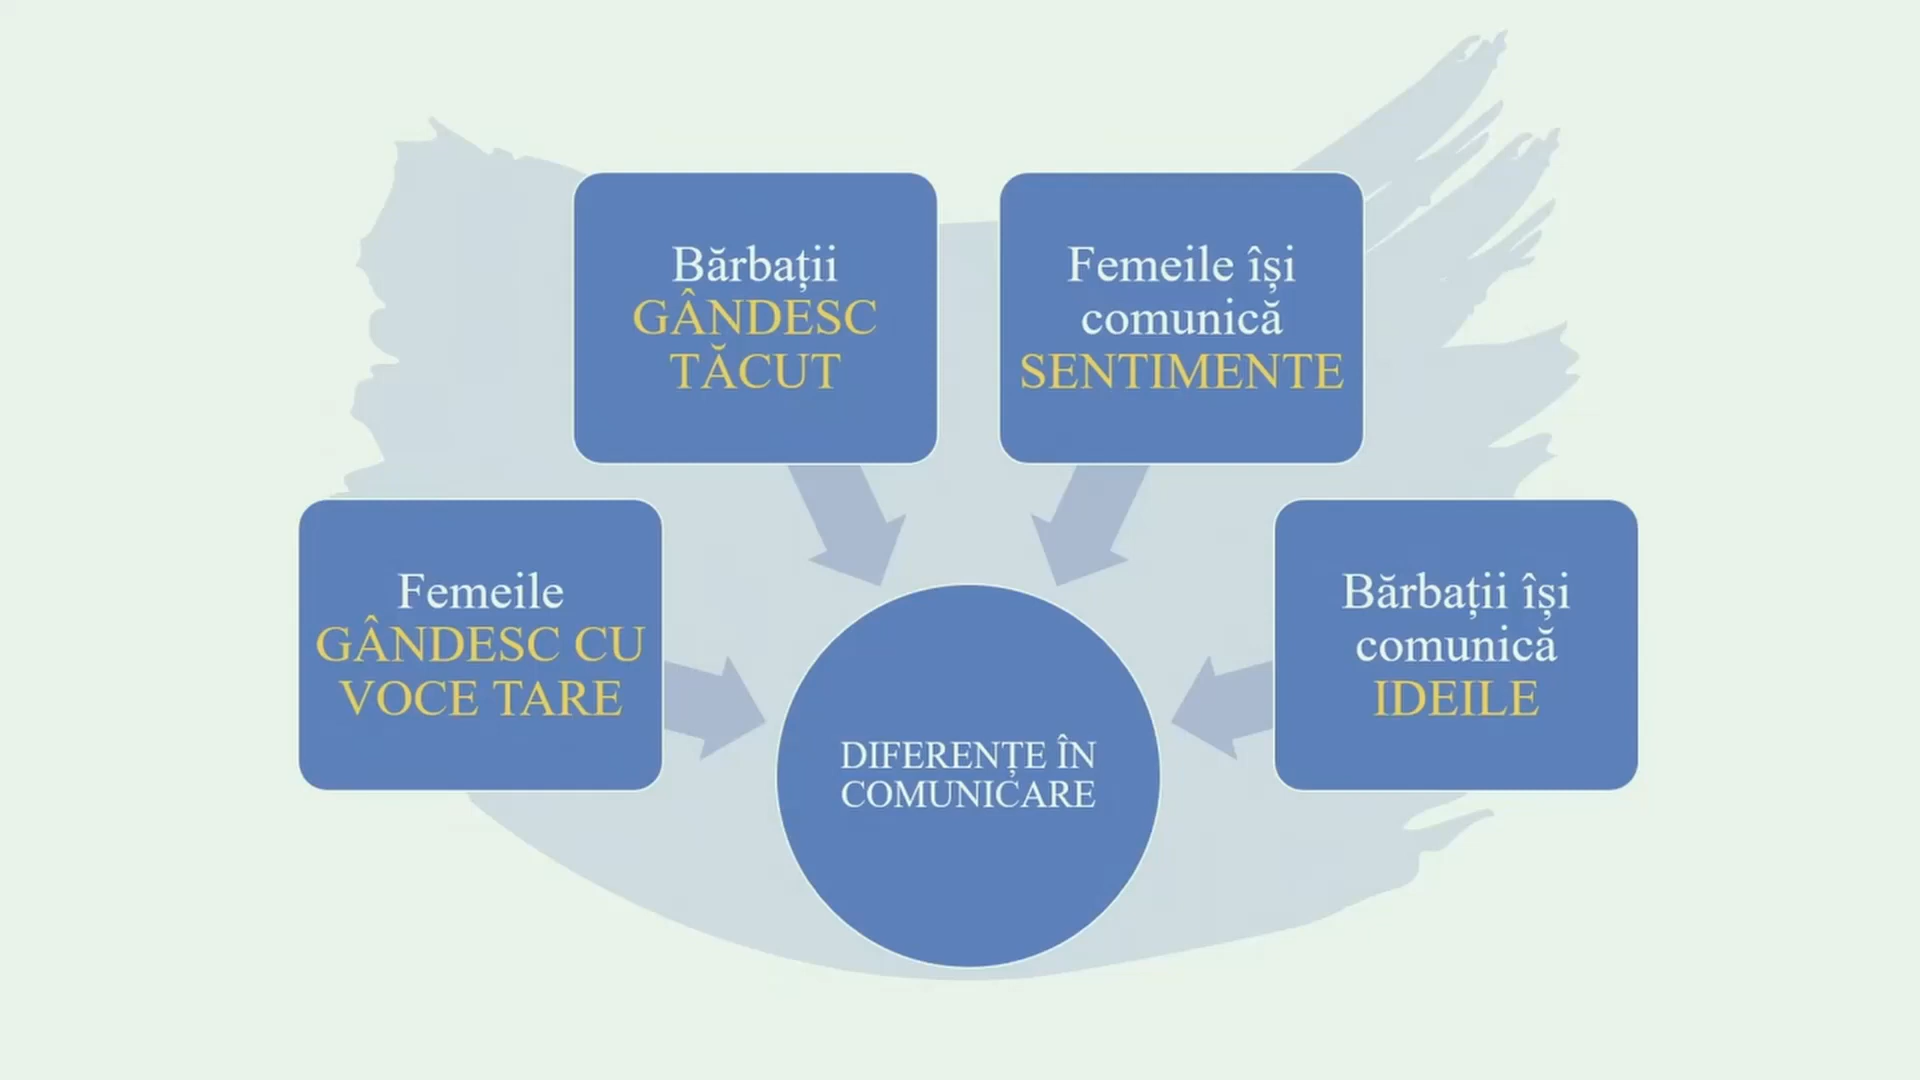 Bărbații
GÂNDESC
TĂCUT
Femeile își
comunică
SENTIMENTE
Femeile
GÂNDESC CU
VOCE TARE
Bărbații își
comunică
IDEILE
DIFERENȚE ÎN
COMUNICARE